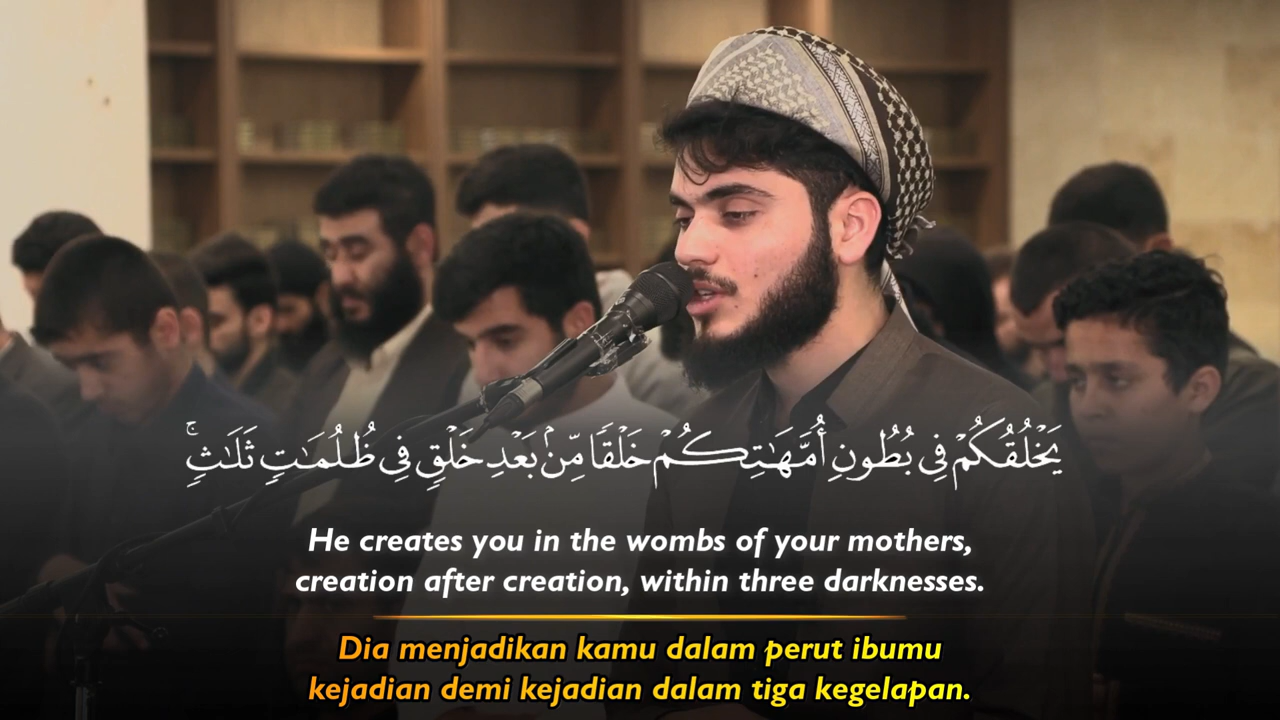 يَخْلُقُكُمْ فِى بُطُونِ أُمَّهَـٰتِكُمْ خَلْقًا مِّنۢ بَعْدِ خَلْقٍ فِى ظُلُمَـٰتٍ ثَلَـٰثٍ ۚ
He creates you in the wombs of your mothers,
creation after creation, within three darknesses.
Dia menjadikan kamu dalam perut ibumu
kejadian demi kejadian dalam tiga kegelapan.